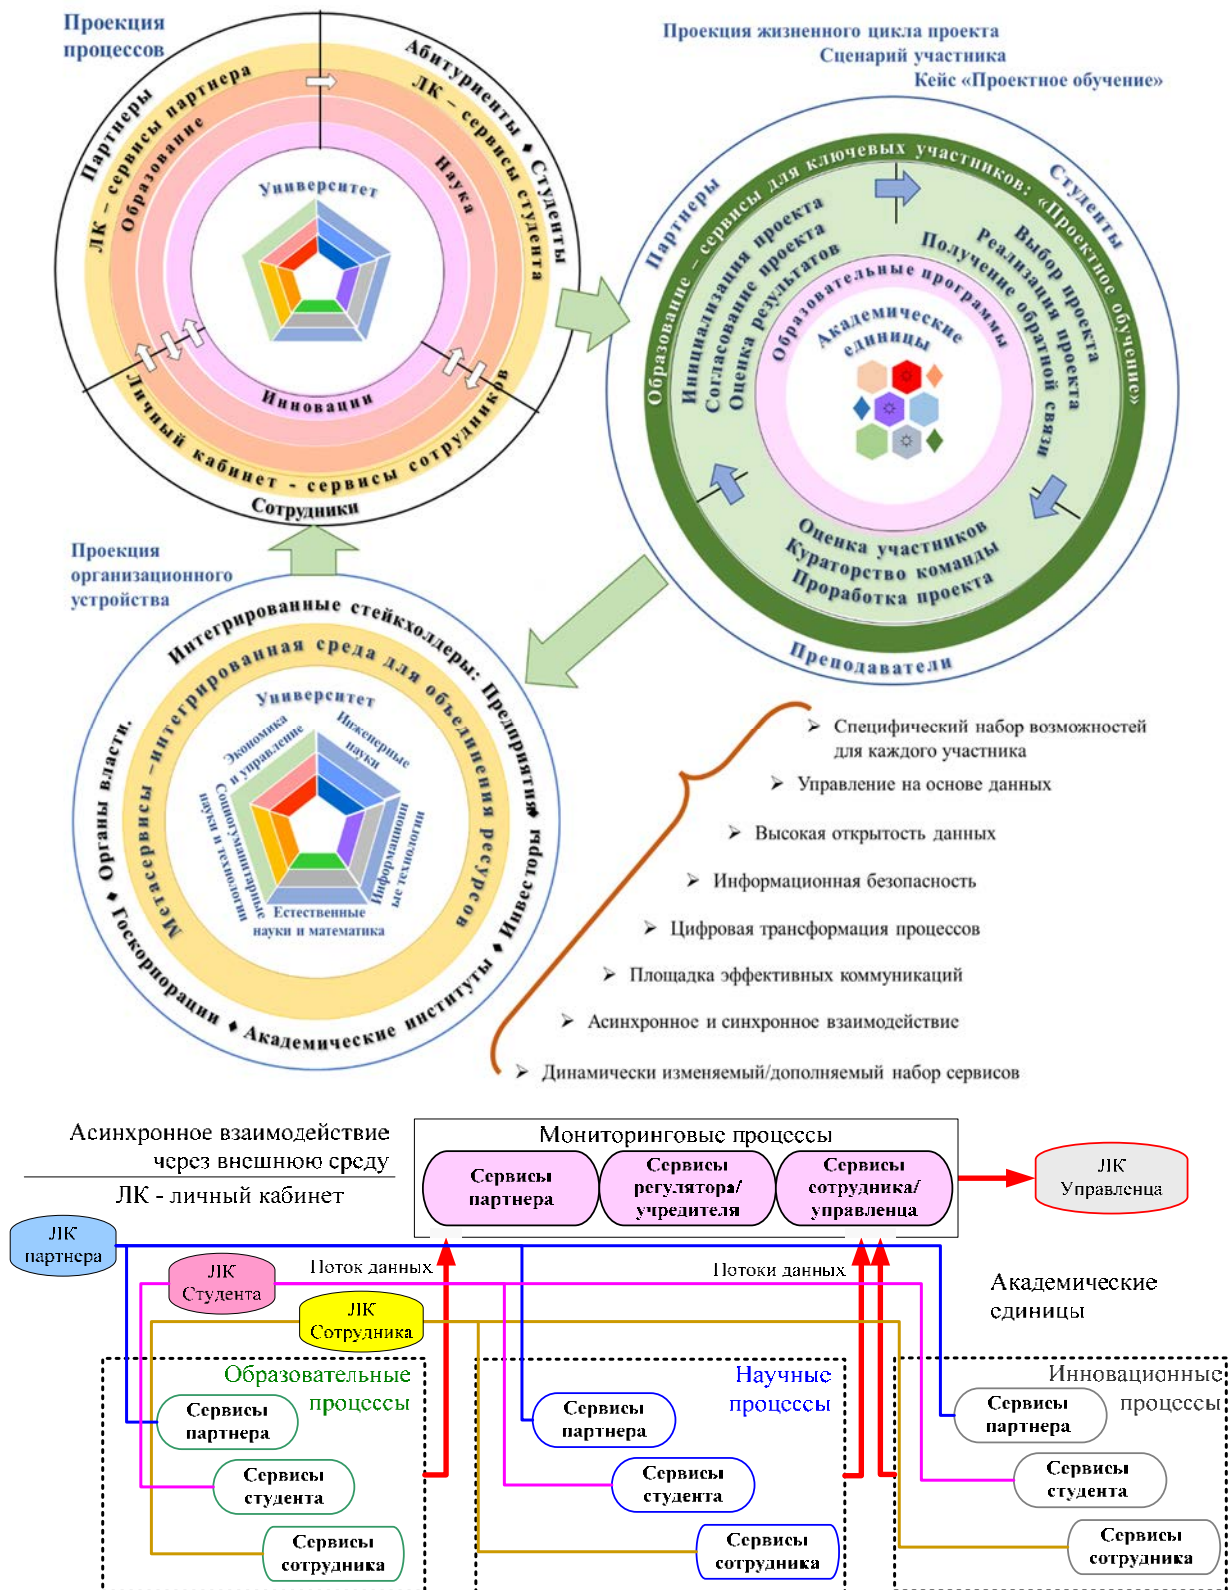 Проекция
процессов
Партнеры
Абитуриенты ♦ Студенты
ЛК – сервисы партнера
ЛК – сервисы студента
Образование
Наука
Университет
Инновации
Личный кабинет - сервисы сотрудников
Сотрудники
Проекция жизненного цикла проекта
Сценарий участника
Кейс «Проектное обучение»
Партнеры
Студенты
Образование – сервисы для ключевых участников: «Проектное обучение»
Инициализация проекта
Согласование проекта
Оценка результатов
Выбор проекта
Реализация проекта
Получение обратной связи
Образовательные программы
Академические
единицы
Оценка участников
Кураторство команды
Проработка проекта
Преподаватели
Проекция
организационного
устройства
Интегрированные стейкхолдеры: Предприятия♦ Инвесторы ♦ Академические институты ♦ Госкорпорации ♦ Органы власти.
Метасервисы –интегрированная среда для объединения ресурсов
Университет
Экономика
и управление
Инженерные
науки
Социогуманитарные
науки и технологии
Информационн
ые технологии
Естественные
науки и математика
➢ Специфический набор возможностей
для каждого участника
➢ Управление на основе данных
➢ Высокая открытость данных
➢ Информационная безопасность
➢ Цифровая трансформация процессов
➢ Площадка эффективных коммуникаций
➢ Асинхронное и синхронное взаимодействие
➢ Динамически изменяемый/дополняемый набор сервисов
Асинхронное взаимодействие
через внешнюю среду
ЛК - личный кабинет
Мониторинговые процессы
Сервисы
партнера
Сервисы
регулятора/
учредителя
Сервисы
сотрудника/
управленца
ЛК
Управленца
ЛК
партнера
ЛК
Студента
ЛК
Сотрудника
Поток данных
Потоки данных
Академические
единицы
Образовательные
процессы
Сервисы
партнера
Сервисы
студента
Сервисы
сотрудника
Научные
процессы
Сервисы
партнера
Сервисы
студента
Сервисы
сотрудника
Инновационные
процессы
Сервисы
партнера
Сервисы
студента
Сервисы
сотрудника